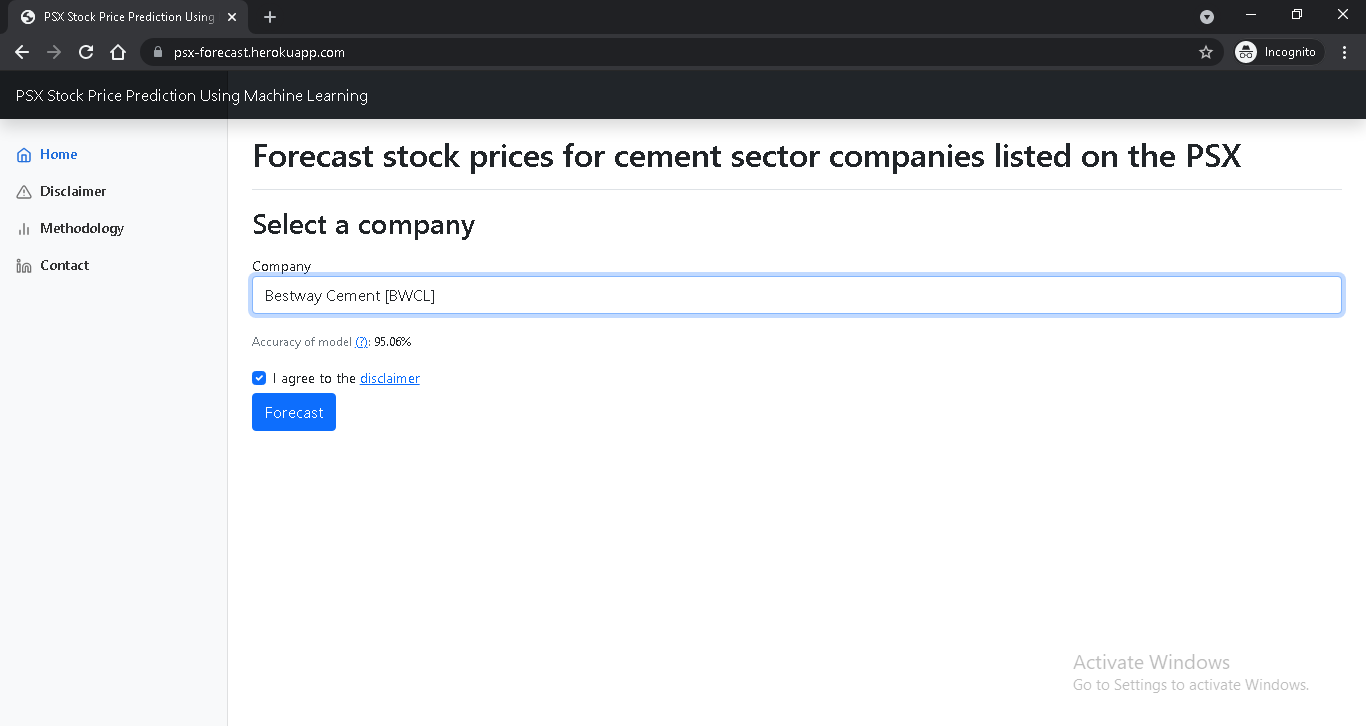 PSX Stock Price Prediction Using
psx-forecast.herokuapp.com
Incognito
PSX Stock Price Prediction Using Machine Learning
Home
Disclaimer
Methodology
Contact
Forecast stock prices for cement sector companies listed on the PSX
Select a company
Company
Bestway Cement [BWCL]
Accuracy of model (?): 95.06%
I agree to the disclaimer
Forecast
Activate Windows
Go to Settings to activate Windows.